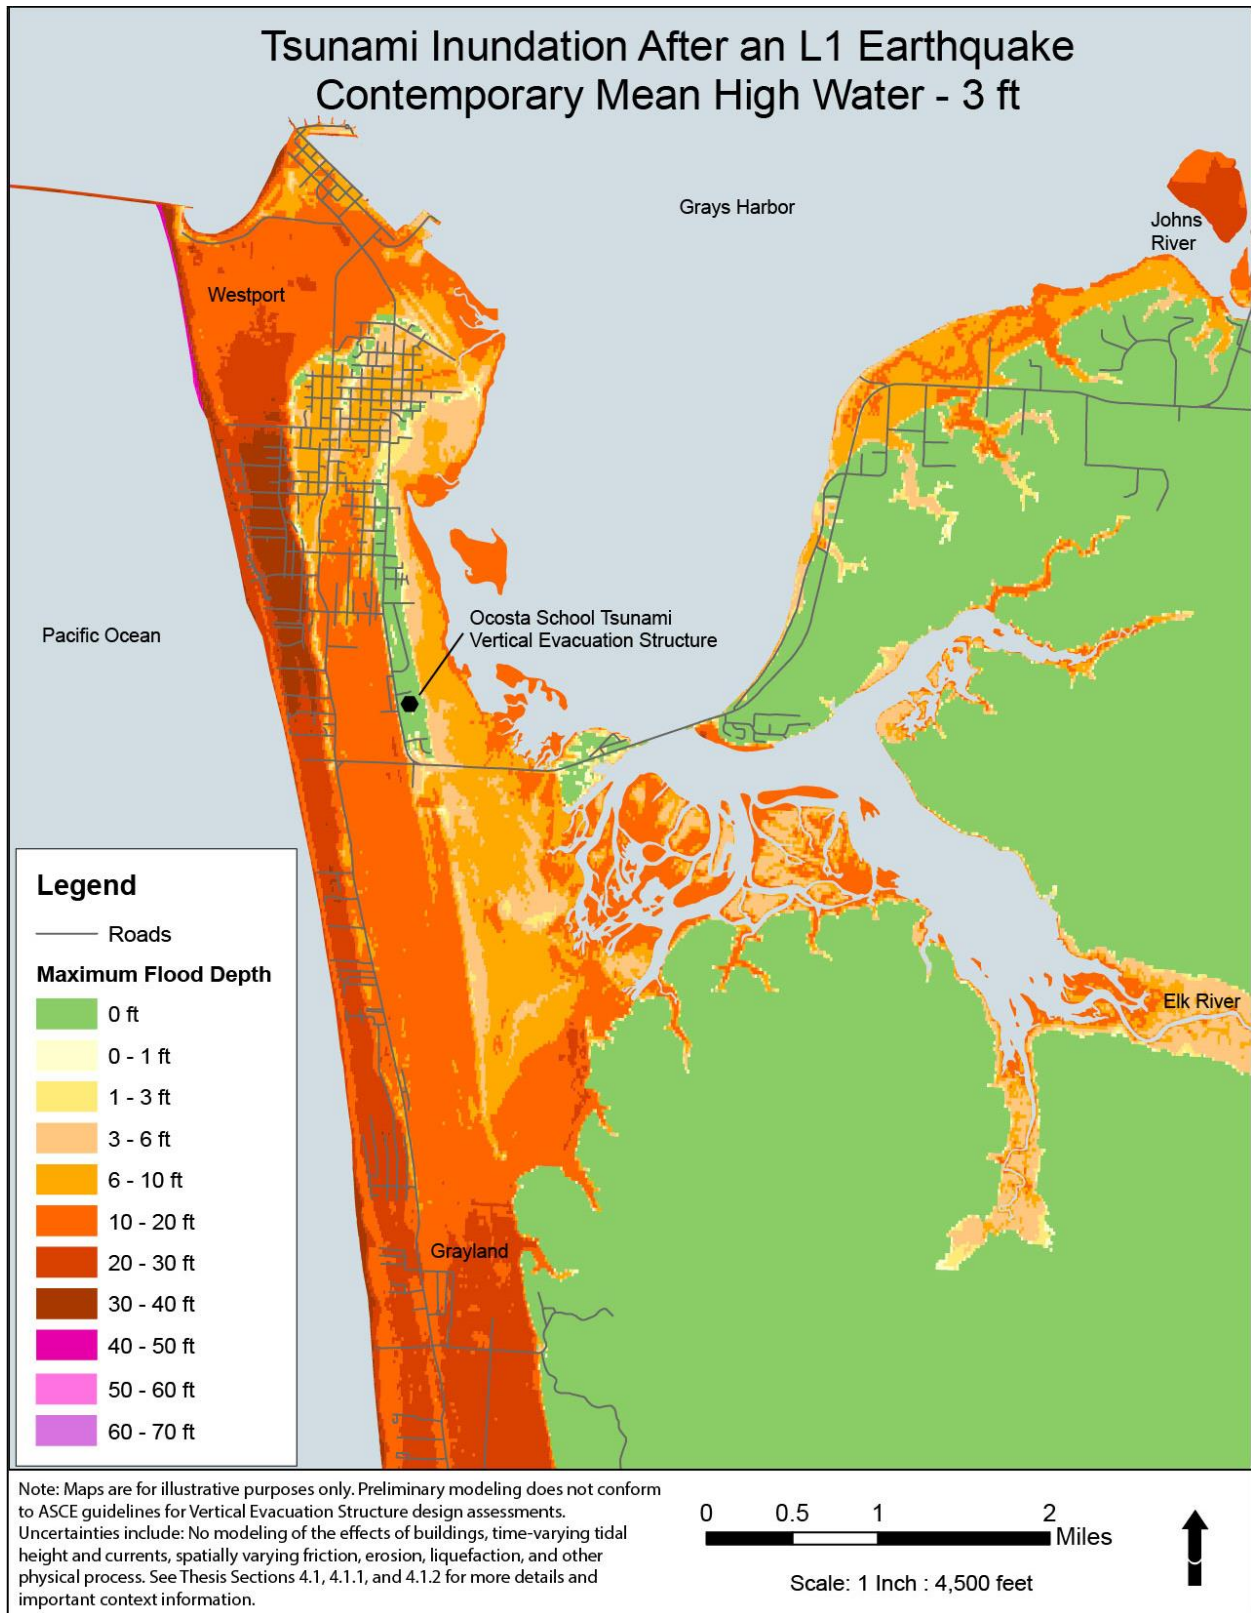 Tsunami Inundation After an L1 Earthquake
Contemporary Mean High Water - 3 ft
Grays Harbor
Johns
River
Westport
Ocosta School Tsunami
Vertical Evacuation Structure
Pacific Ocean
Elk River
Grayland
Legend
Roads
Maximum Flood Depth
0 ft
0 - 1 ft
1 - 3 ft
3 - 6 ft
6 - 10 ft
10 - 20 ft
20 - 30 ft
30 - 40 ft
40 - 50 ft
50 - 60 ft
60 - 70 ft
Note: Maps are for illustrative purposes only. Preliminary modeling does not conform
to ASCE guidelines for Vertical Evacuation Structure design assessments.
Uncertainties include: No modeling of the effects of buildings, time-varying tidal
height and currents, spatially varying friction, erosion, liquefaction, and other
physical process. See Thesis Sections 4.1, 4.1.1, and 4.1.2 for more details and
important context information.
0 0.5 1 2
Miles
Scale: 1 Inch : 4,500 feet